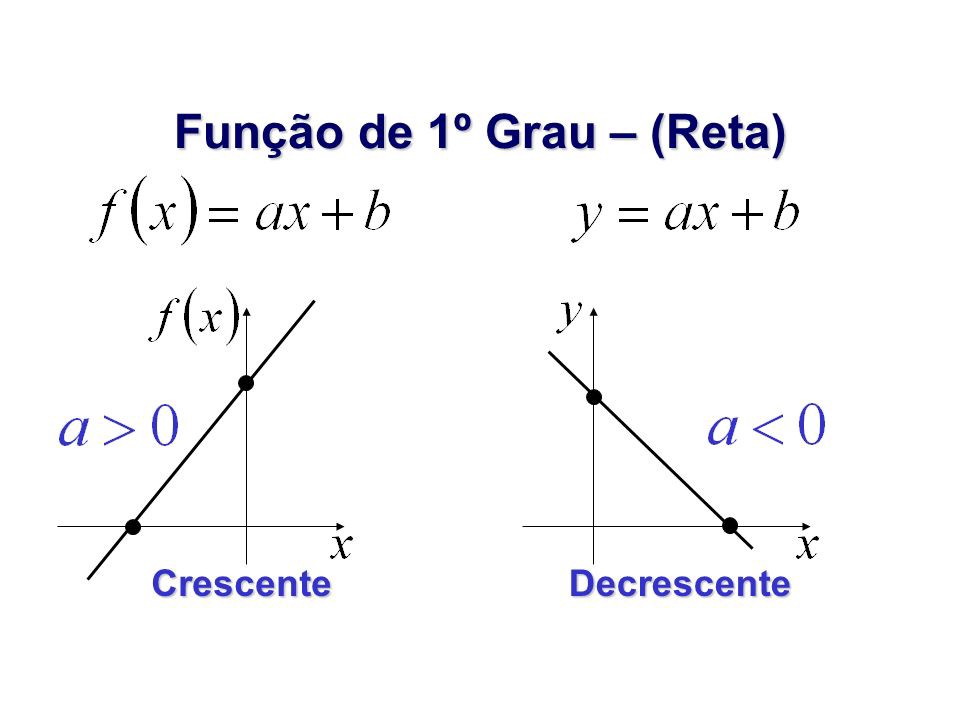 Função de 1º Grau – (Reta)
f(x) = ax + b
y = ax + b
f(x)
y
a > 0
a < 0
x
x
Crescente
Decrescente